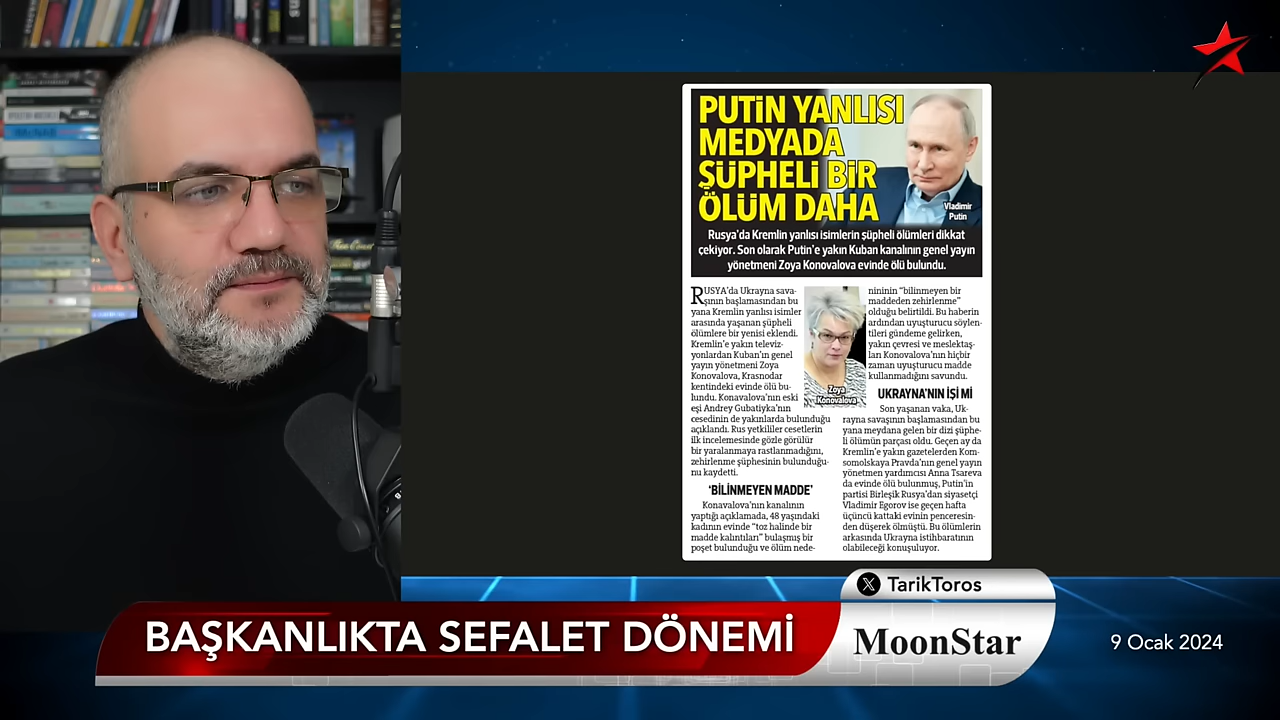 PUTİN YANLISI
MEDYADA
ŞÜPHELİ BİR
ÖLÜM DAHA
Vladimir
Putin
Rusya'da Kremlin yanlısı isimlerin şüpheli ölümleri dikkat
çekiyor. Son olarak Putin'e yakın Kuban kanalının genel yayın
yönetmeni Zoya Konovalova evinde ölü bulundu.
RUSYA'da Ukrayna sava-
şının başlamasından bu
yana Kremlin yanlısı isimler
arasında yaşanan şüpheli
ölümlere bir yenisi eklendi.
Kremlin'e yakın televiz-
yonlardan Kuban'ın genel
yayın yönetmeni Zoya
Konovalova, Krasnodar
kentindeki evinde ölü bu-
lundu. Konavalova'nın eski
eşi Andrey Gubatiyka'nın
cesedinin de yakınlarda bulunduğu
açıklandı. Rus yetkililer cesetlerin
ilk incelemesinde gözle görülür
bir yaralanmaya rastlanmadığını,
zehirlenme şüphesinin bulunduğu-
nu kaydetti.
'BİLİNMEYEN MADDE'
Konavalova'nın kanalının
yaptığı açıklamada, 48 yaşındaki
kadının evinde "toz halinde bir
madde kalıntıları" bulaşmış bir
poşet bulunduğu ve ölüm nede-
Zoya
Konovalova
nininin "bilinmeyen bir
maddeden zehirlenme"
olduğu belirtildi. Bu haberin
ardından uyuşturucu söylen-
tileri gündeme gelirken,
yakın çevresi ve meslektaş-
ları Konovalova'nın hiçbir
zaman uyuşturucu madde
kullanmadığını savundu.
UKRAYNA'NIN İŞİ Mİ
Son yaşanan vaka, Uk-
rayna savaşının başlamasından bu
yana meydana gelen bir dizi şüphe-
li ölümün parçası oldu. Geçen ay da
Kremlin'e yakın gazetelerden Kom-
somolskaya Pravda'nın genel yayın
yönetmen yardımcısı Anna Tsareva
da evinde ölü bulunmuş, Putin'in
partisi Birleşik Rusya'dan siyasetçi
Vladimir Egorov ise geçen hafta
üçüncü kattaki evinin penceresin-
den düşerek ölmüştü. Bu ölümlerin
arkasında Ukrayna istihbaratının
olabileceği konuşuluyor.
TarikToros
BAŞKANLIKTA SEFALET DÖNEMİ
MoonStar
9 Ocak 2024